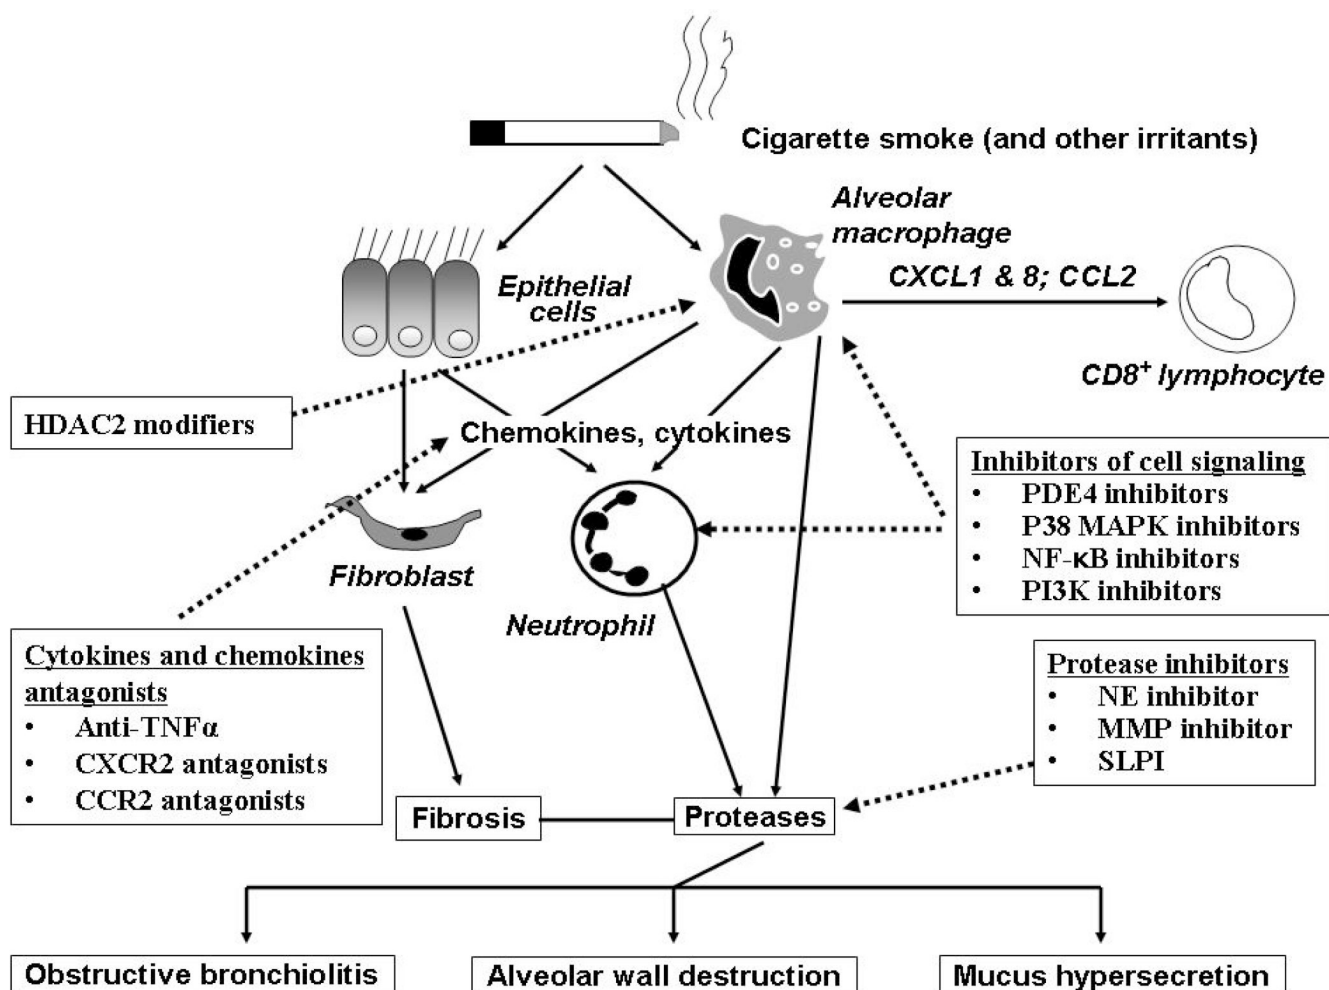 Cigarette smoke (and other irritants)
Alveolar
macrophage
CXCL1 & 8; CCL2
Epithelial
cells
CD8+ lymphocyte
HDAC2 modifiers
Chemokines, cytokines
Inhibitors of cell signaling
• PDE4 inhibitors
• P38 MAPK inhibitors
• NF-κB inhibitors
• PI3K inhibitors
Fibroblast
Neutrophil
Cytokines and chemokines
antagonists
• Anti-TNFα
• CXCR2 antagonists
• CCR2 antagonists
Protease inhibitors
• NE inhibitor
• MMP inhibitor
• SLPI
Fibrosis
Proteases
Obstructive bronchiolitis
Alveolar wall destruction
Mucus hypersecretion